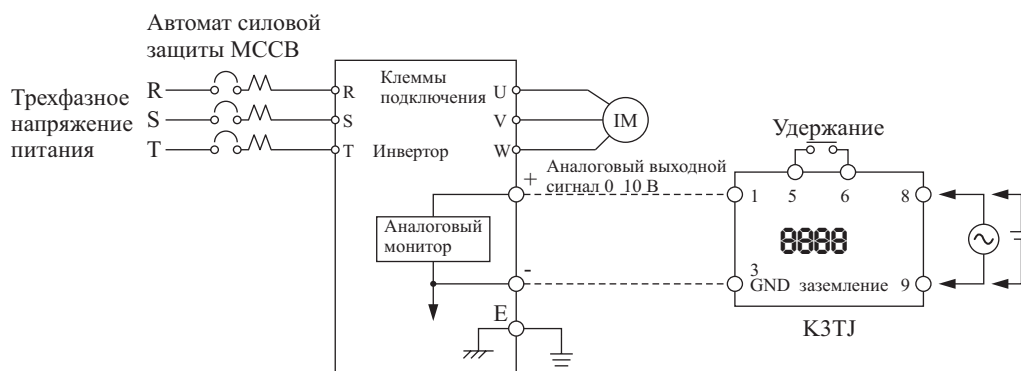 Автомат силовой
защиты MCCB
Трехфазное
напряжение
питания
R
S
T
R
S
T
Клеммы
подключения
Инвертор
U
V
W
IM
Аналоговый
монитор
+
-
E
Аналоговый выходной
сигнал 0 10 В
Удержание
1 5 6 8
8888
3
GND заземление 9
K3TJ